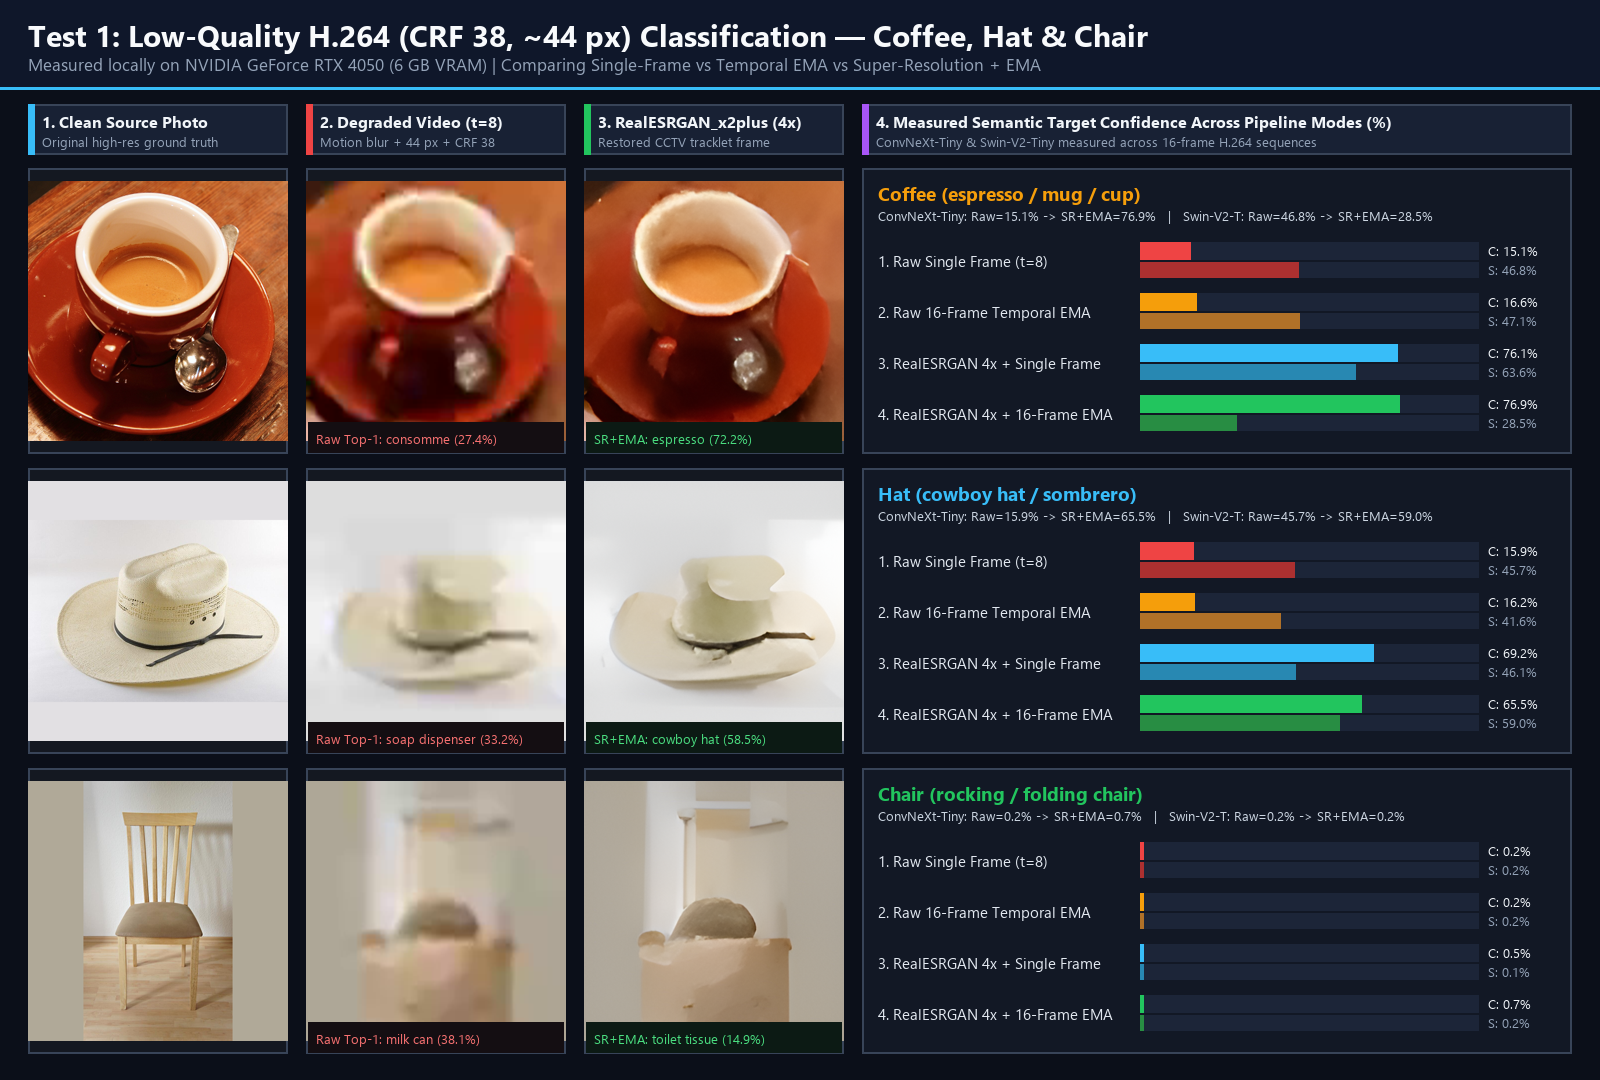 Test 1: Low-Quality H.264 (CRF 38, ~44 px) Classification — Coffee, Hat & Chair
Measured locally on NVIDIA GeForce RTX 4050 (6 GB VRAM) | Comparing Single-Frame vs Temporal EMA vs Super-Resolution + EMA
1. Clean Source Photo
Original high-res ground truth
2. Degraded Video (t=8)
Motion blur + 44 px + CRF 38
3. RealESRGAN_x2plus (4x)
Restored CCTV tracklet frame
4. Measured Semantic Target Confidence Across Pipeline Modes (%)
ConvNeXt-Tiny & Swin-V2-Tiny measured across 16-frame H.264 sequences
Raw Top-1: consomme (27.4%)
SR+EMA: espresso (72.2%)
Coffee (espresso / mug / cup)
ConvNeXt-Tiny: Raw=15.1% -> SR+EMA=76.9% | Swin-V2-T: Raw=46.8% -> SR+EMA=28.5%
1. Raw Single Frame (t=8)
C: 15.1%
S: 46.8%
2. Raw 16-Frame Temporal EMA
C: 16.6%
S: 47.1%
3. RealESRGAN 4x + Single Frame
C: 76.1%
S: 63.6%
4. RealESRGAN 4x + 16-Frame EMA
C: 76.9%
S: 28.5%
Raw Top-1: soap dispenser (33.2%)
SR+EMA: cowboy hat (58.5%)
Hat (cowboy hat / sombrero)
ConvNeXt-Tiny: Raw=15.9% -> SR+EMA=65.5% | Swin-V2-T: Raw=45.7% -> SR+EMA=59.0%
1. Raw Single Frame (t=8)
C: 15.9%
S: 45.7%
2. Raw 16-Frame Temporal EMA
C: 16.2%
S: 41.6%
3. RealESRGAN 4x + Single Frame
C: 69.2%
S: 46.1%
4. RealESRGAN 4x + 16-Frame EMA
C: 65.5%
S: 59.0%
Raw Top-1: milk can (38.1%)
SR+EMA: toilet tissue (14.9%)
Chair (rocking / folding chair)
ConvNeXt-Tiny: Raw=0.2% -> SR+EMA=0.7% | Swin-V2-T: Raw=0.2% -> SR+EMA=0.2%
1. Raw Single Frame (t=8)
C: 0.2%
S: 0.2%
2. Raw 16-Frame Temporal EMA
C: 0.2%
S: 0.2%
3. RealESRGAN 4x + Single Frame
C: 0.5%
S: 0.1%
4. RealESRGAN 4x + 16-Frame EMA
C: 0.7%
S: 0.2%